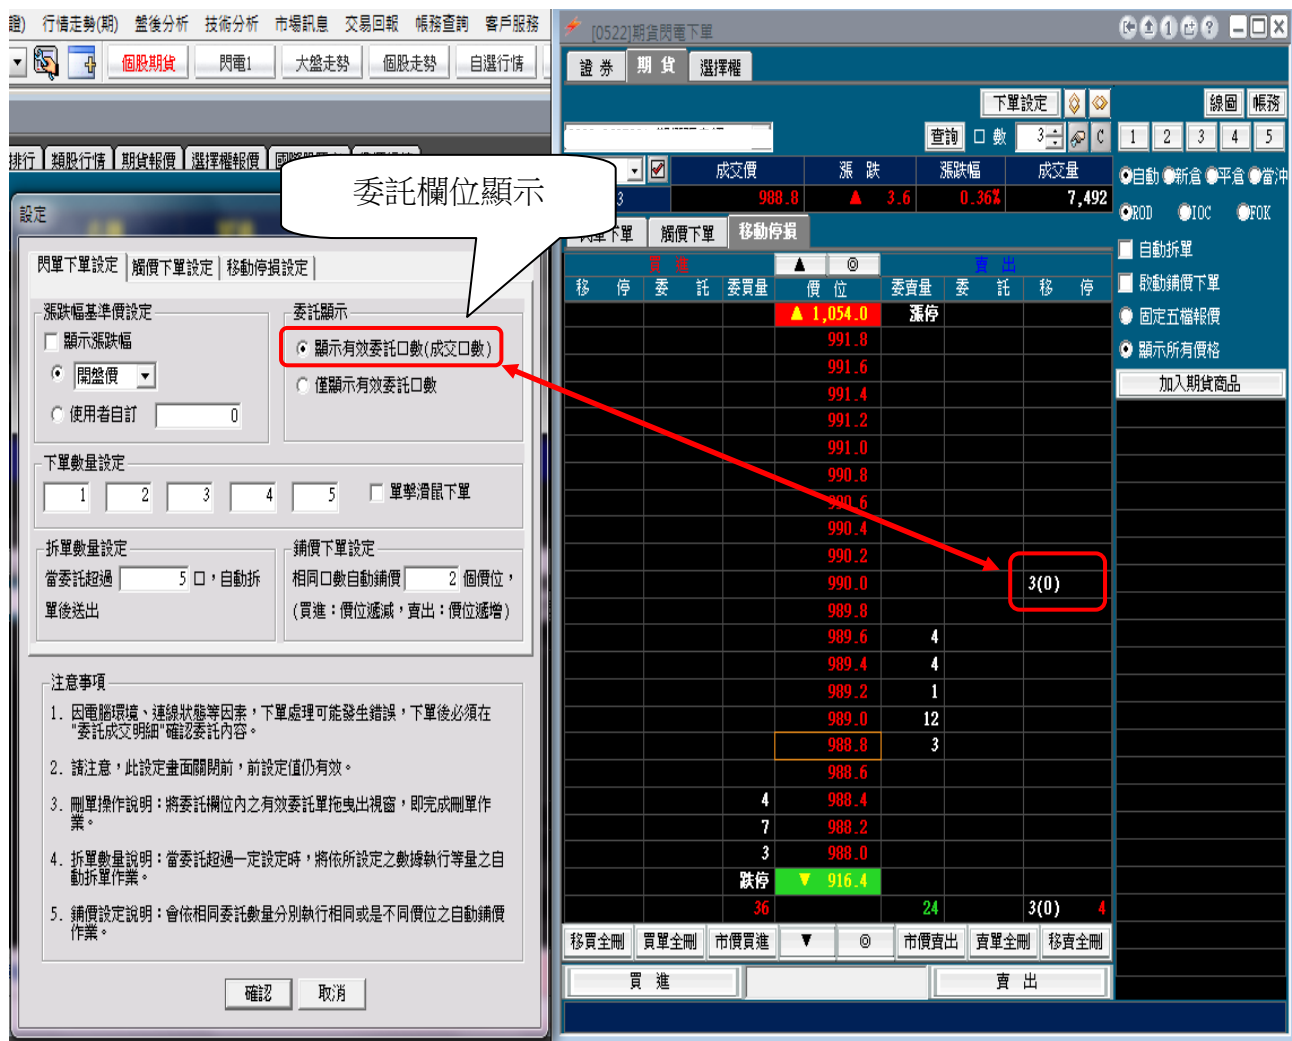 證) 行情走勢(期) 盤後分析 技術分析 市場訊息 交易回報 帳務查詢 客戶服務
個股期貨 閃電1 大盤走勢 個股走勢 自選行情
排行 類股行情 期貨報價 選擇權報價
委託欄位顯示
設定
閃電下單設定 觸價下單設定 移動停損設定
漲跌幅基準價設定
顯示漲跌幅
開盤價
使用者自訂 0
委託顯示
顯示有效委託口數(成交口數)
僅顯示有效委託口數
下單數量設定
1 2 3 4 5 單擊滑鼠下單
拆單數量設定
當委託超過 5 口，自動拆
單後送出
鋪價下單設定
相同口數自動鋪價 2 個價位，
(買進：價位遞減，賣出：價位遞增)
注意事項
1. 因電腦環境、連線狀態等因素，下單處理可能發生錯誤，下單後必須在
"委託成交明細"確認委託內容。
2. 請注意，此設定畫面關閉前，前設定值仍有效。
3. 刪單操作說明：將委託欄位內之有效委託單拖曳出視窗，即完成刪單作
業。
4. 拆單數量說明：當委託超過一定設定時，將依所設定之數據執行等量之自
動拆單作業。
5. 鋪價設定說明：會依相同委託數量分別執行相同或是不同價位之自動鋪價
作業。
確認 取消
[0522]期貨閃電下單
證 券 期 貨 選擇權
下單設定 線圖 帳務
查詢 口 數 3 C 1 2 3 4 5
成交價 漲 跌 漲跌幅 成交量
3 988.8 ▲ 3.6 0.36% 7,492
自動 新倉 平倉 當沖
ROD IOC FOK
自動拆單
啟動鋪價下單
固定五檔報價
顯示所有價格
加入期貨商品
閃單下單 觸價下單 移動停損
買 進 ▲ ◎ 賣 出
移 停 委 託 委買量 價 位 委賣量 委 託 移 停
▲ 1,054.0 漲停
991.8
991.6
991.4
991.2
991.0
990.8
990.6
990.4
990.2
990.0 3(0)
989.8
989.6 4
989.4 4
989.2 1
989.0 12
988.8 3
988.6
4 988.4
7 988.2
3 988.0
跌停 ▼ 916.4
36 24 3(0) 4
移買全刪 買單全刪 市價買進 ▼ ◎ 市價賣出 賣單全刪 移賣全刪
買 進 賣 出